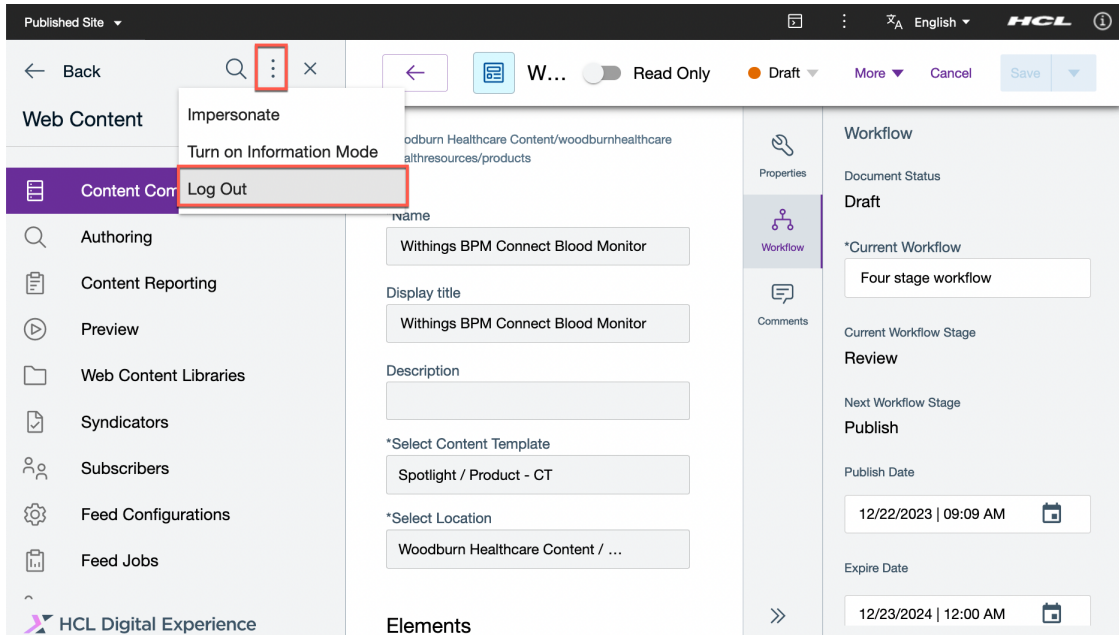 Published Site
English
HCL
Back
Web Content
Impersonate
Turn on Information Mode
Log Out
Content Com
Authoring
Content Reporting
Preview
Web Content Libraries
Syndicators
Subscribers
Feed Configurations
Feed Jobs
HCL Digital Experience
W...
Read Only
Draft
More
Cancel
Save
odburn Healthcare Content/woodburnhealthcare
althresources/products
Name
Withings BPM Connect Blood Monitor
Display title
Withings BPM Connect Blood Monitor
Description
*Select Content Template
Spotlight / Product - CT
*Select Location
Woodburn Healthcare Content / ...
Elements
Properties
Workflow
Comments
Workflow
Document Status
Draft
*Current Workflow
Four stage workflow
Current Workflow Stage
Review
Next Workflow Stage
Publish
Publish Date
12/22/2023 | 09:09 AM
Expire Date
12/23/2024 | 12:00 AM